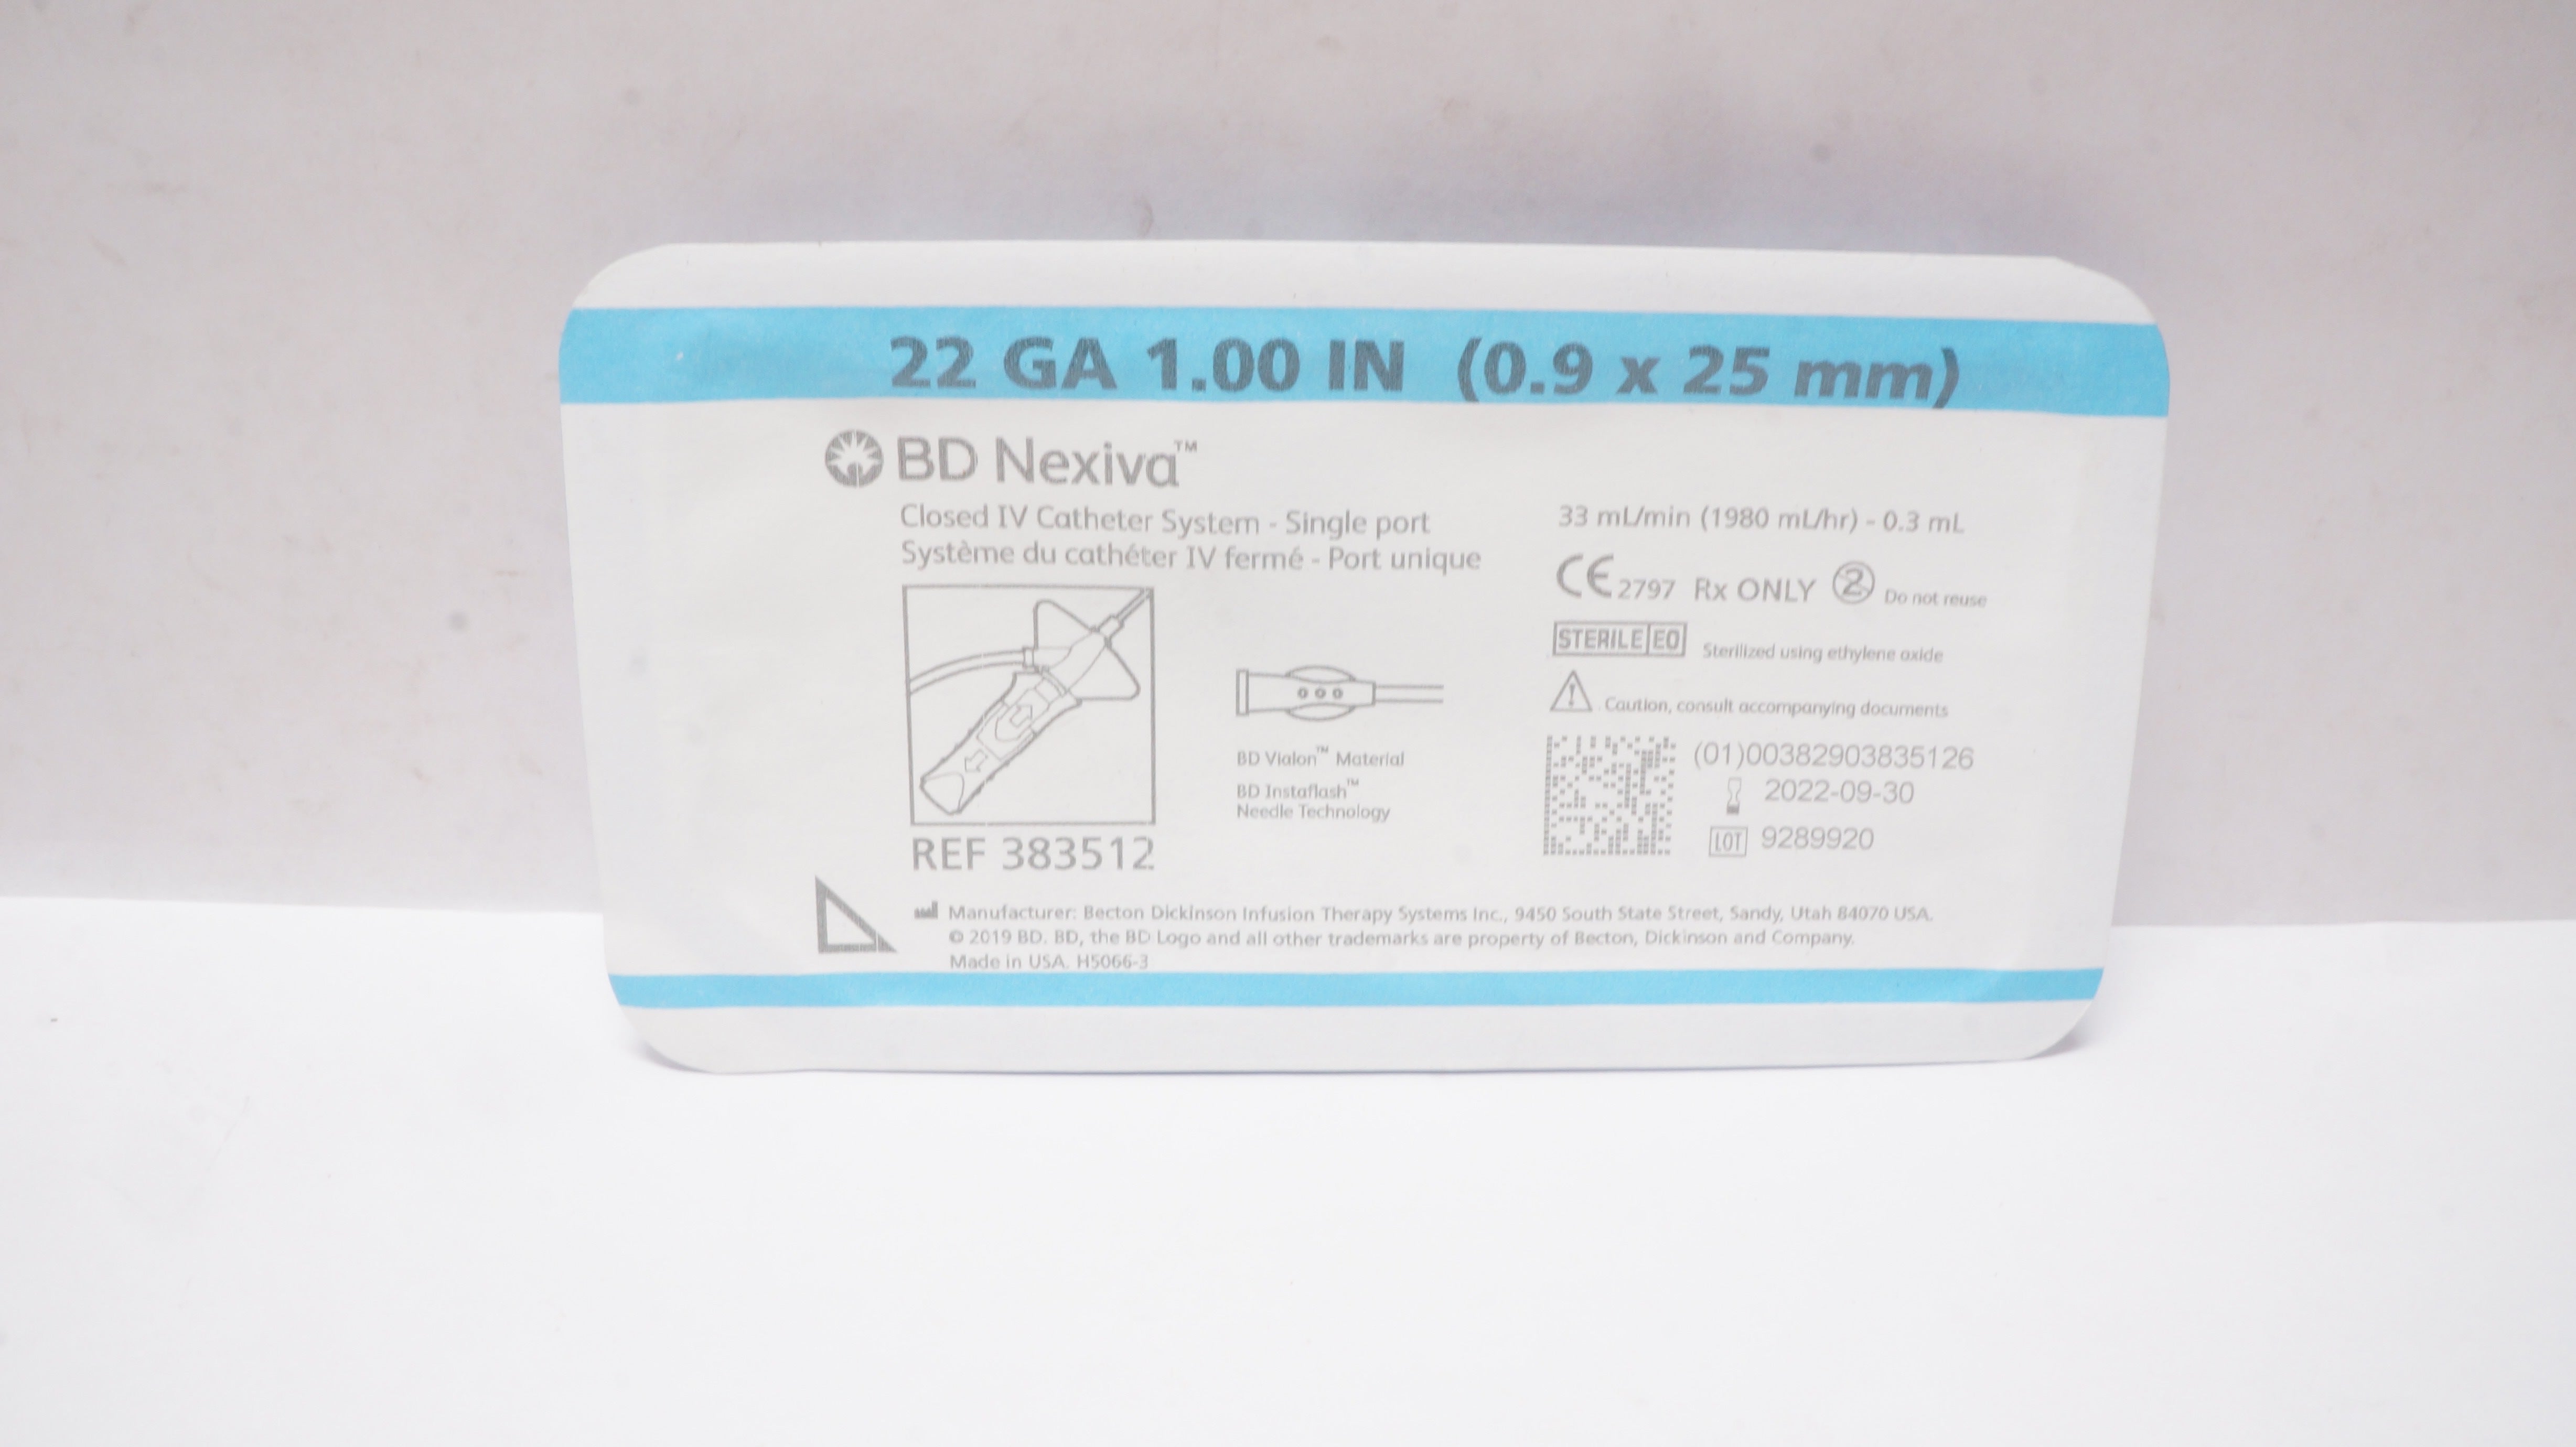 22 GA 1.00 IN (0.9 x 25 mm)
BD Nexiva™
Closed IV Catheter System - Single port
Système du cathéter IV fermé - Port unique
33 mL/min (1980 mL/hr) - 0.3 mL
CE 2797 Rx ONLY 2 Do not reuse
STERILE EO Sterilized using ethylene oxide
Caution, consult accompanying documents
BD Vialon™ Material
BD Instaflash™
Needle Technology
(01)00382903835126
2022-09-30
LOT 9289920
REF 383512
Manufacturer: Becton Dickinson Infusion Therapy Systems Inc., 9450 South State Street, Sandy, Utah 84070 USA.
© 2019 BD. BD, the BD Logo and all other trademarks are property of Becton, Dickinson and Company.
Made in USA. H5066-3